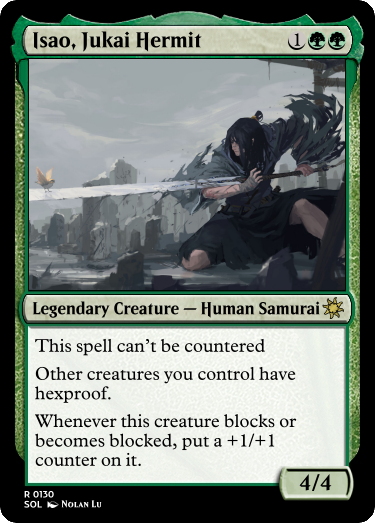 Isao, Jukai Hermit 1
Legendary Creature — Human Samurai
This spell can't be countered
Other creatures you control have
hexproof.
Whenever this creature blocks or
becomes blocked, put a +1/+1
counter on it.
4/4
R 0130
SOL Nolan Lu